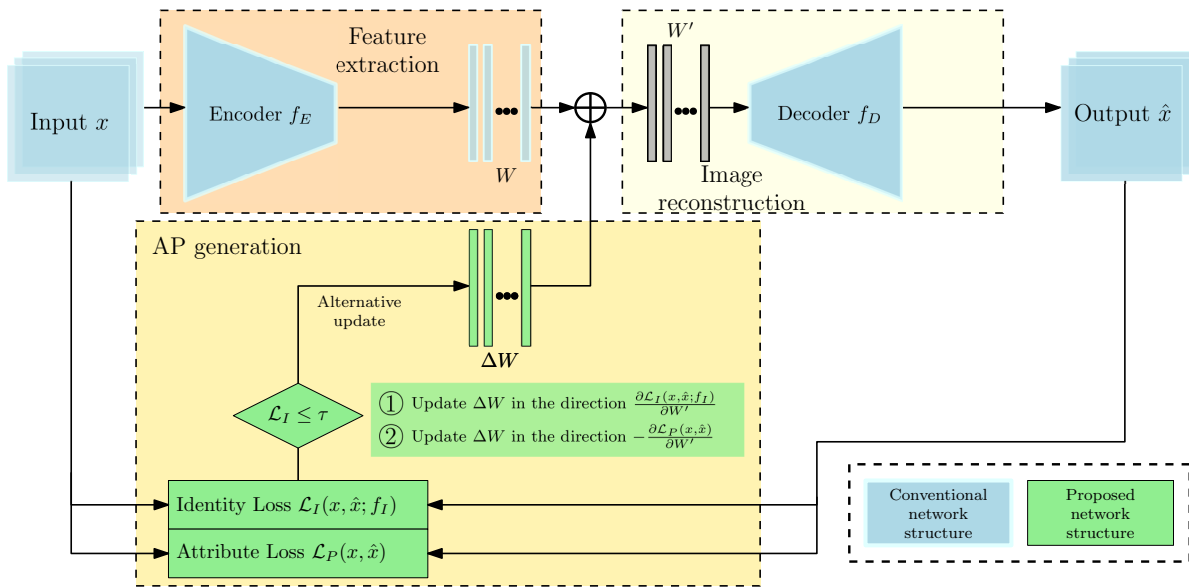 Feature
extraction
W′
Input x
Encoder f_E
•••
W
•••
Decoder f_D
Output x̂
Image
reconstruction
AP generation
Alternative
update
•••
ΔW
ℒ_I ≤ τ
① Update ΔW in the direction ∂ℒ_I(x,x̂;f_I)/∂W′
② Update ΔW in the direction −∂ℒ_P(x,x̂)/∂W′
Identity Loss ℒ_I(x, x̂; f_I)
Attribute Loss ℒ_P(x, x̂)
Conventional
network
structure
Proposed
network
structure